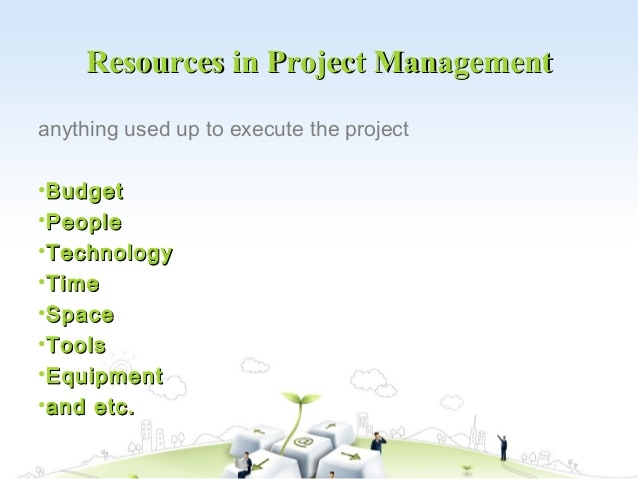 Resources in Project Management
anything used up to execute the project
•Budget
•People
•Technology
•Time
•Space
•Tools
•Equipment
•and etc.
@